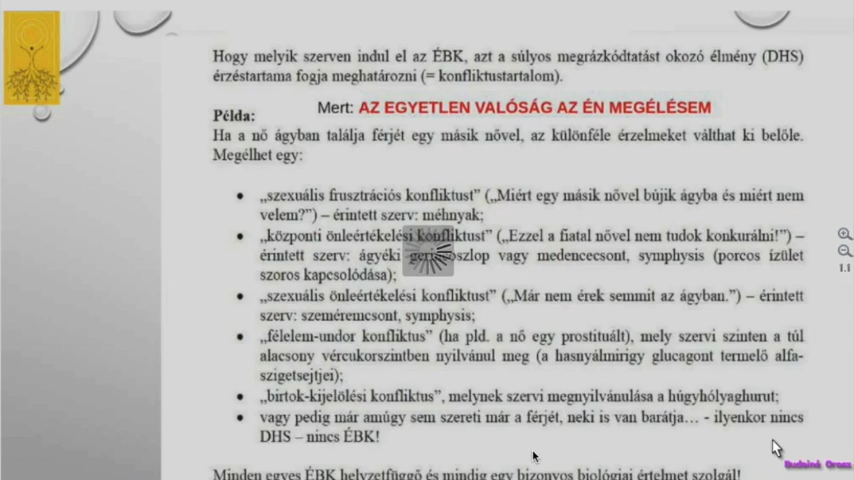 Hogy melyik szerven indul el az ÉBK, azt a súlyos megrázkódtatást okozó élmény (DHS)
érzéstartama fogja meghatározni (= konfliktustartalom).
Mert: AZ EGYETLEN VALÓSÁG AZ ÉN MEGÉLÉSEM
Példa:
Ha a nő ágyban találja férjét egy másik nővel, az különféle érzelmeket válthat ki belőle.
Megélhet egy:
• „szexuális frusztrációs konfliktust” („Miért egy másik nővel bújik ágyba és miért nem
velem?”) – érintett szerv: méhnyak;
• „központi önleértékelési konfliktust” („Ezzel a fiatal nővel nem tudok konkurálni!”) –
érintett szerv: ágyéki gerincoszlop vagy medencecsont, symphysis (porcos ízület
szoros kapcsolódása);
• „szexuális önleértékelési konfliktust” („Már nem érek semmit az ágyban.”) – érintett
szerv: szeméremcsont, symphysis;
• „félelem-undor konfliktus” (ha pld. a nő egy prostituált), mely szervi szinten a túl
alacsony vércukorszintben nyilvánul meg (a hasnyálmirigy glucagont termelő alfa-
szigetsejtjei);
• „birtok-kijelölési konfliktus”, melynek szervi megnyilvánulása a húgyhólyaghurut;
• vagy pedig már amúgy sem szereti már a férjét, neki is van barátja… - ilyenkor nincs
DHS – nincs ÉBK!
Minden egyes ÉBK helyzetfüggő és mindig egy bizonyos biológiai értelmet szolgál!
1.1
Budainé Orosz